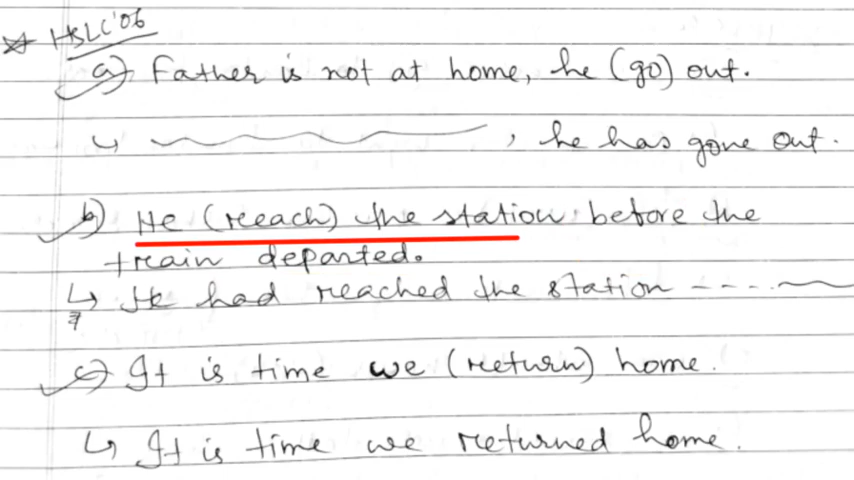 HSLC'06
a) Father is not at home, he (go) out.
↳ , he has gone out.
b) He (reach) the station before the
train departed.
↳ He had reached the station ----
c) It is time we (return) home.
↳ It is time we returned home.